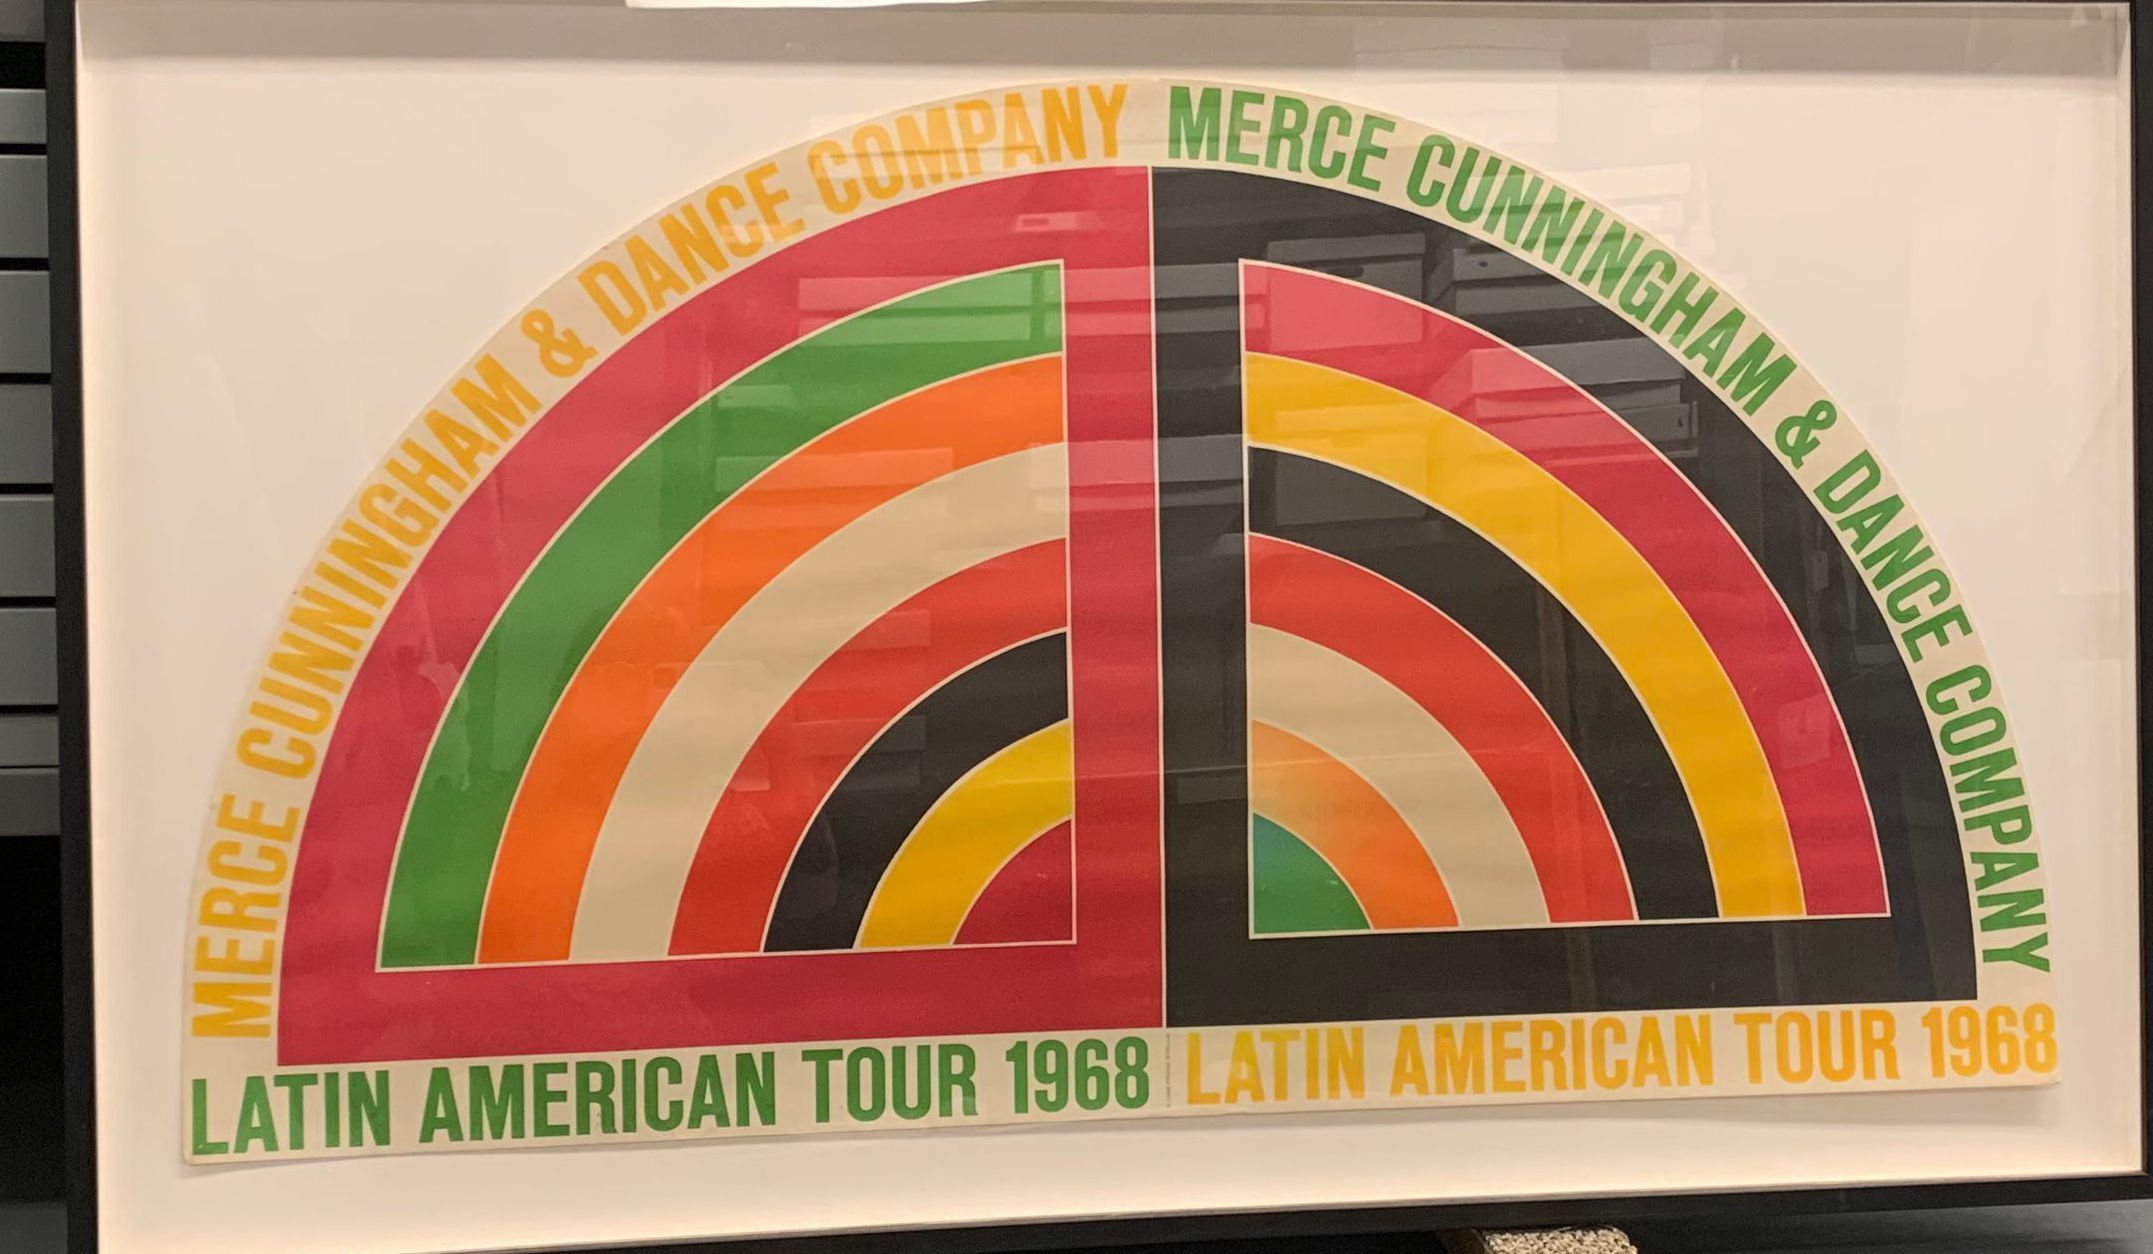 MERCE CUNNINGHAM & DANCE COMPANY
MERCE CUNNINGHAM & DANCE COMPANY
LATIN AMERICAN TOUR 1968
LATIN AMERICAN TOUR 1968